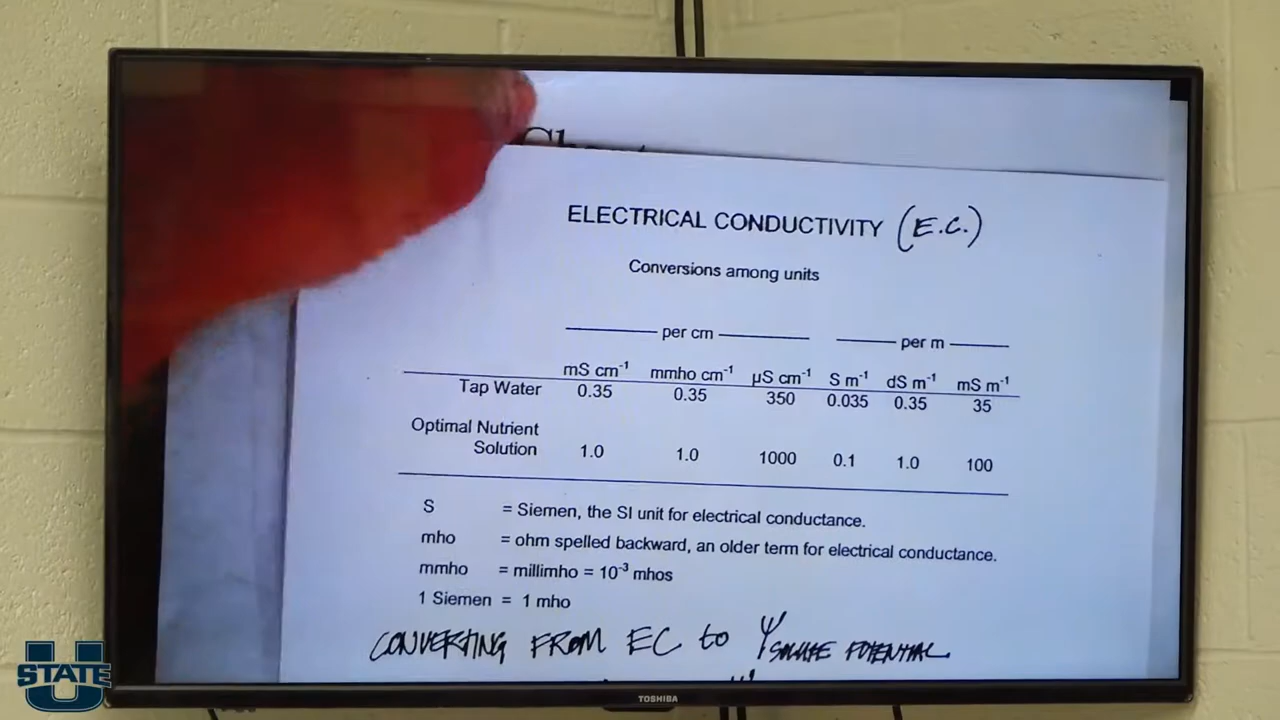 ELECTRICAL CONDUCTIVITY (E.C.)
Conversions among units
per cm per m
mS cm⁻¹ mmho cm⁻¹ µS cm⁻¹ S m⁻¹ dS m⁻¹ mS m⁻¹
Tap Water 0.35 0.35 350 0.035 0.35 35
Optimal Nutrient
Solution 1.0 1.0 1000 0.1 1.0 100
S = Siemen, the SI unit for electrical conductance.
mho = ohm spelled backward, an older term for electrical conductance.
mmho = millimho = 10⁻³ mhos
1 Siemen = 1 mho
CONVERTING FROM EC to Ψ SOLUTE POTENTIAL
TOSHIBA
U STATE